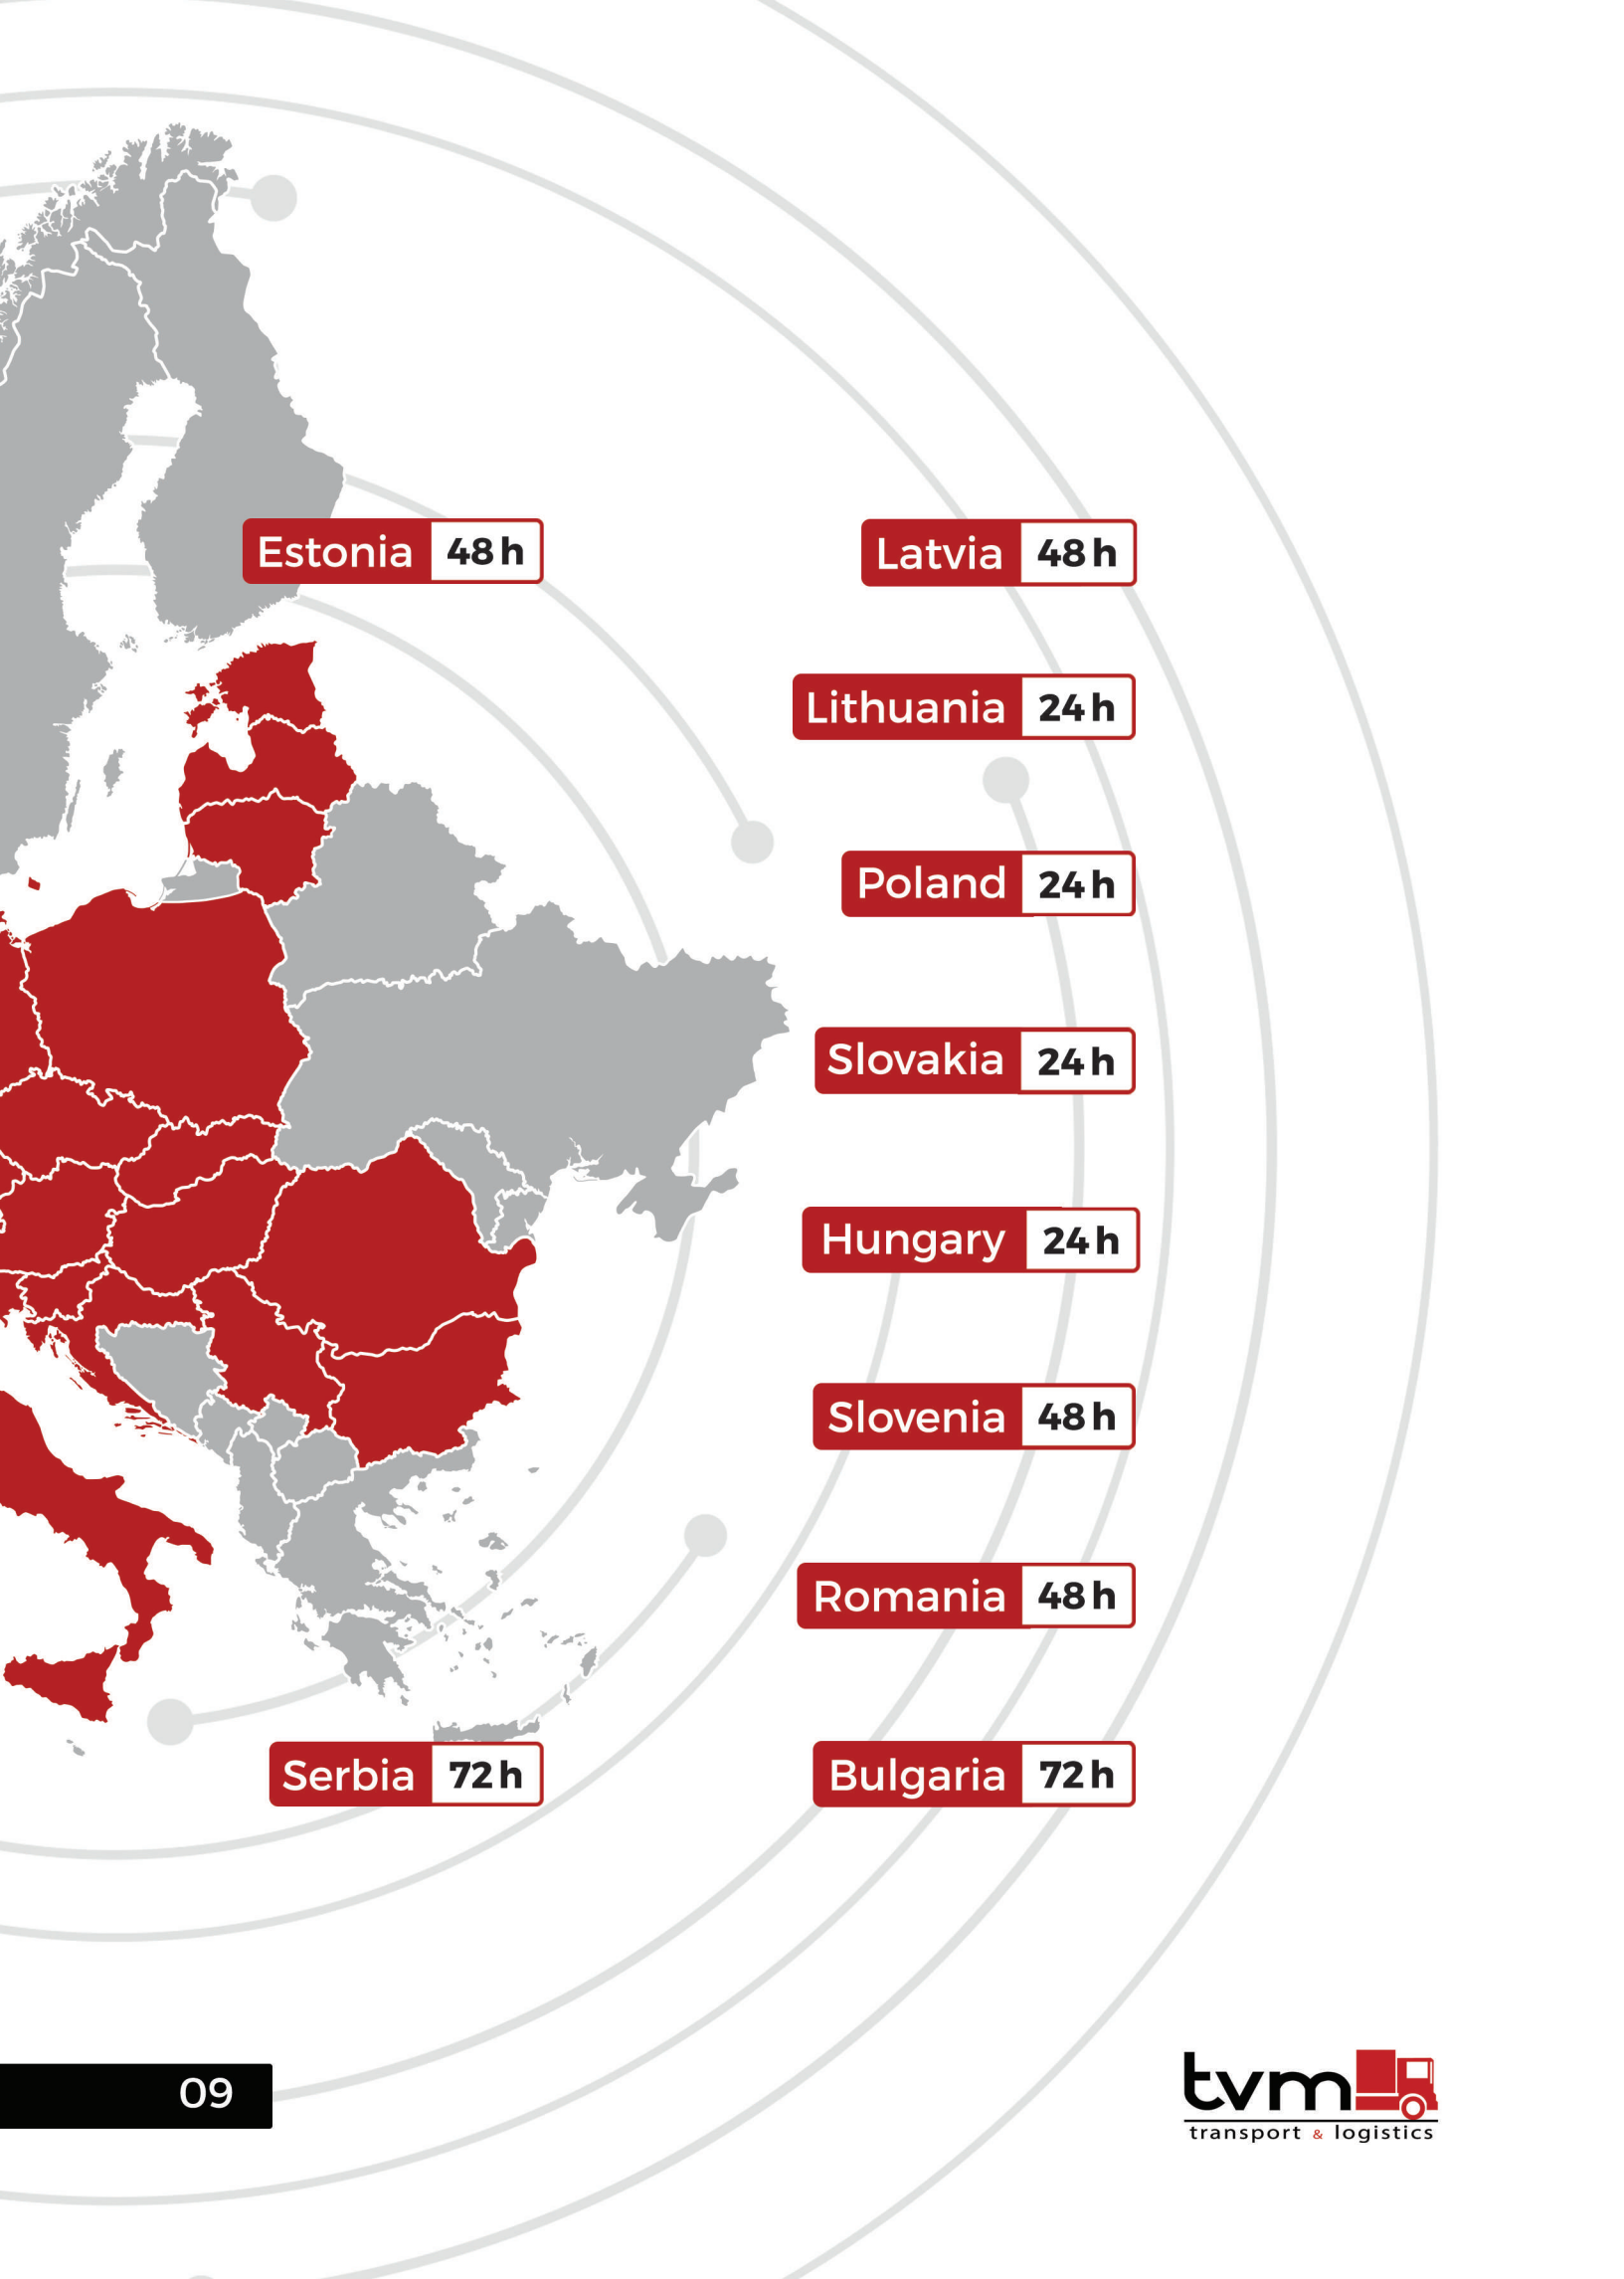 Estonia 48 h
Latvia 48 h
Lithuania 24 h
Poland 24 h
Slovakia 24 h
Hungary 24 h
Slovenia 48 h
Romania 48 h
Serbia 72 h
Bulgaria 72 h
09
tvm
transport & logistics